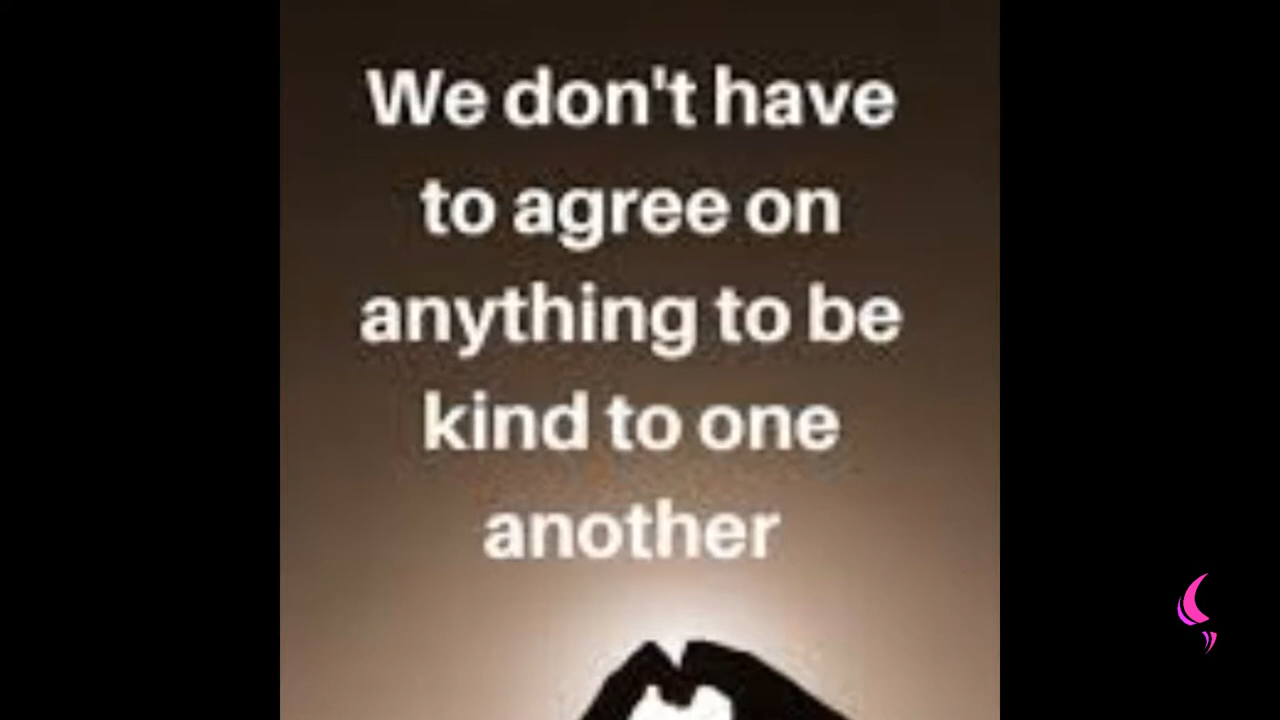 We don't have
to agree on
anything to be
kind to one
another